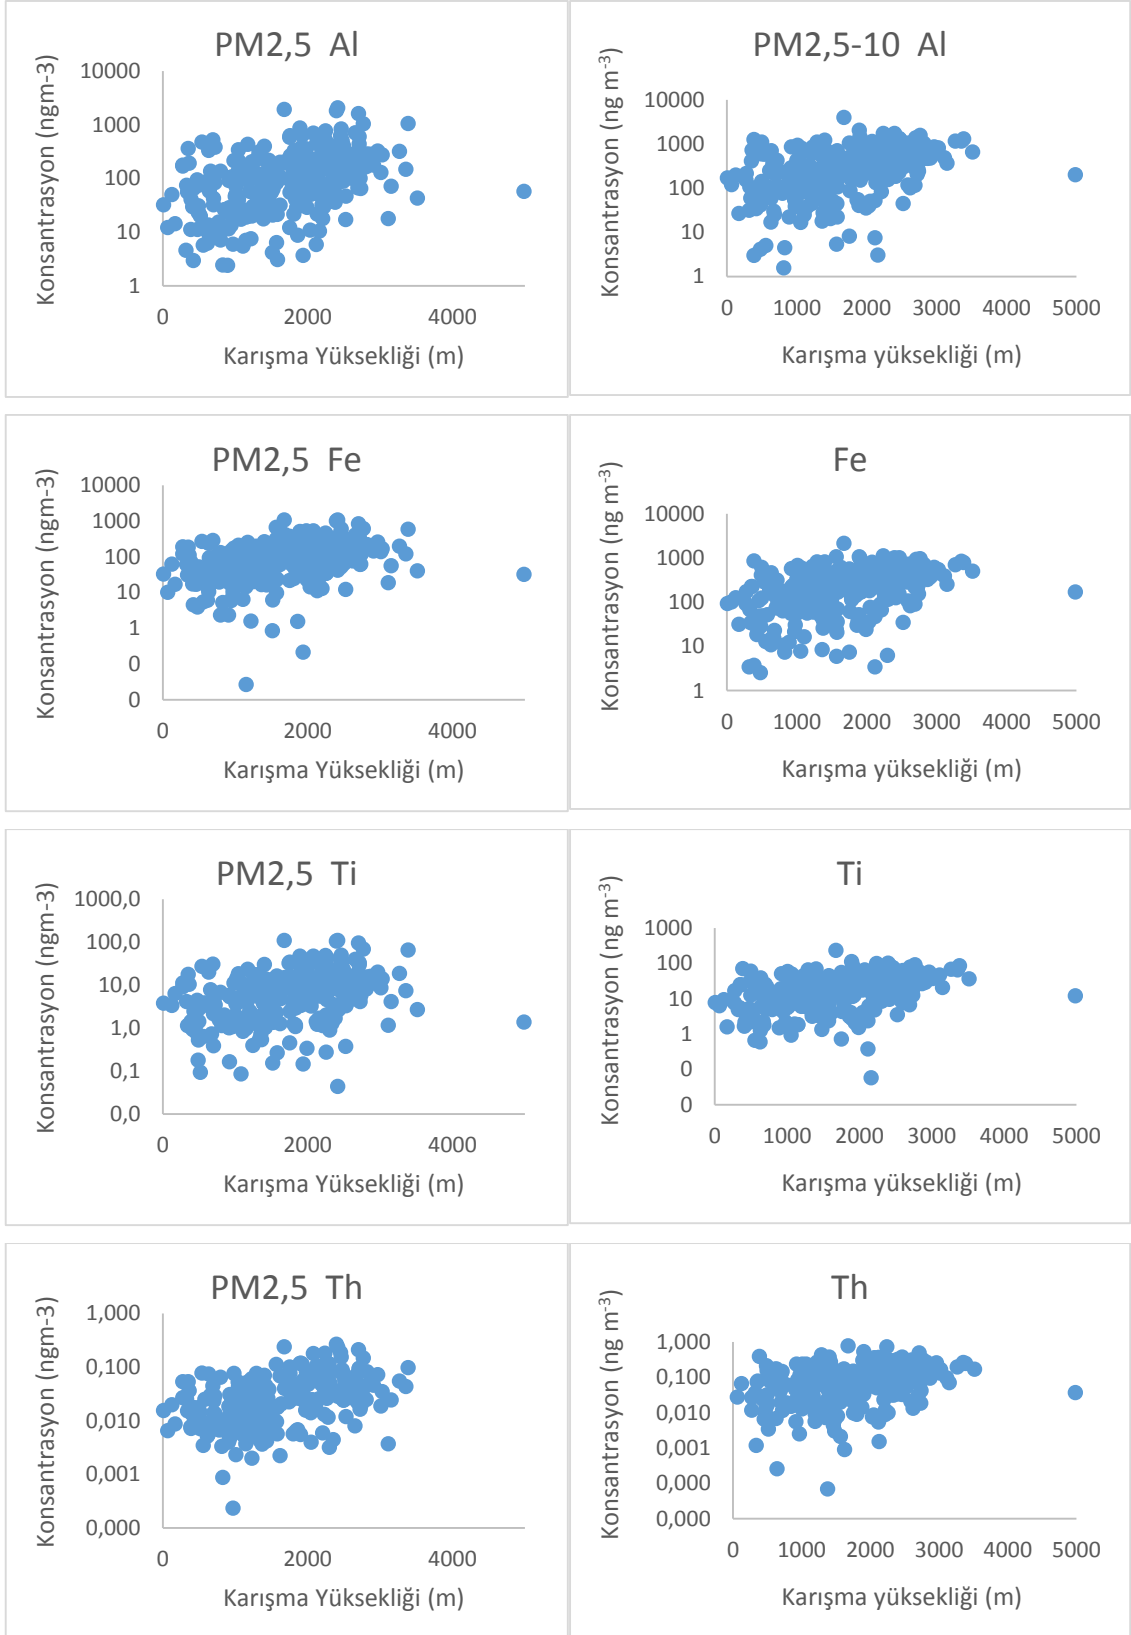 PM2,5 Al
Konsantrasyon (ngm-3)
10000
1000
100
10
1
0 2000 4000
Karışma Yüksekliği (m)
PM2,5-10 Al
Konsantrasyon (ng m-3)
10000
1000
100
10
1
0 1000 2000 3000 4000 5000
Karışma yüksekliği (m)
PM2,5 Fe
Konsantrasyon (ngm-3)
10000
1000
100
10
1
0
0
0 2000 4000
Karışma Yüksekliği (m)
Fe
Konsantrasyon (ng m-3)
10000
1000
100
10
1
0 1000 2000 3000 4000 5000
Karışma yüksekliği (m)
PM2,5 Ti
Konsantrasyon (ngm-3)
1000,0
100,0
10,0
1,0
0,1
0,0
0 2000 4000
Karışma Yüksekliği (m)
Ti
Konsantrasyon (ng m-3)
1000
100
10
1
0
0
0 1000 2000 3000 4000 5000
Karışma yüksekliği (m)
PM2,5 Th
Konsantrasyon (ngm-3)
1,000
0,100
0,010
0,001
0,000
0 2000 4000
Karışma Yüksekliği (m)
Th
Konsantrasyon (ng m-3)
1,000
0,100
0,010
0,001
0,000
0,000
0 1000 2000 3000 4000 5000
Karışma yüksekliği (m)